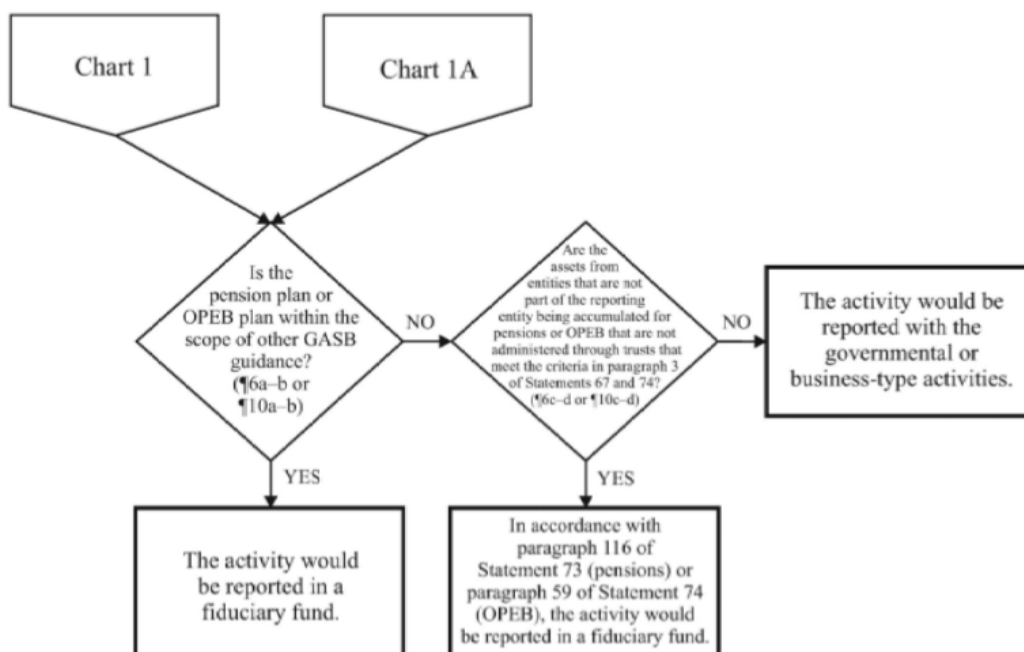 Chart 1
Chart 1A
Is the
pension plan or
OPEB plan within the
scope of other GASB
guidance?
(¶6a–b or
¶10a–b)
NO
Are the
assets from
entities that are not
part of the reporting
entity being accumulated for
pensions or OPEB that are not
administered through trusts that
meet the criteria in paragraph 3
of Statements 67 and 74?
(¶6c–d or ¶10c–d)
NO
The activity would be
reported with the
governmental or
business-type activities.
YES
YES
The activity would
be reported in a
fiduciary fund.
In accordance with
paragraph 116 of
Statement 73 (pensions) or
paragraph 59 of Statement 74
(OPEB), the activity would
be reported in a fiduciary fund.